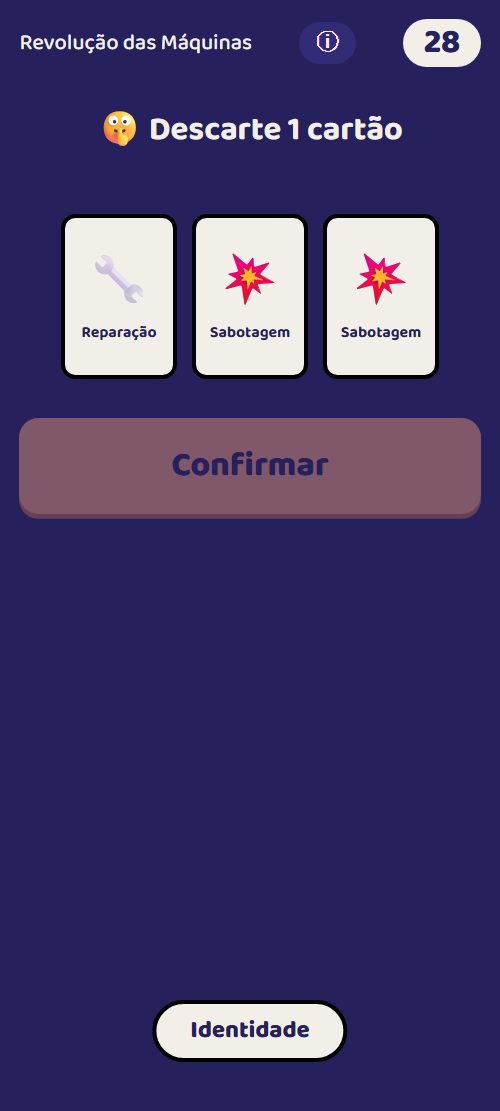 Revolução das Máquinas
28
Descarte 1 cartão
Reparação
Sabotagem
Sabotagem
Confirmar
Identidade